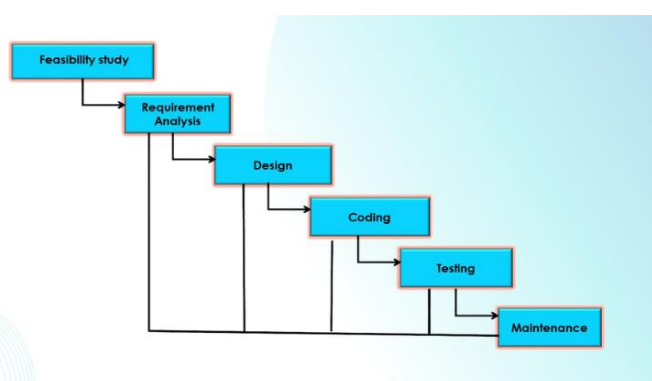 Feasibility study
Requirement
Analysis
Design
Coding
Testing
Maintenance